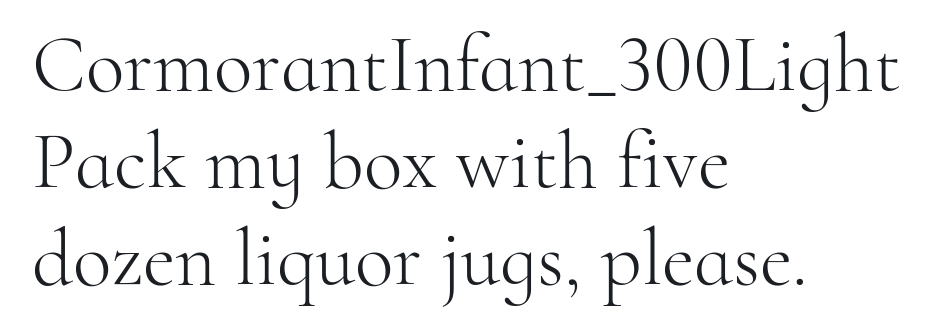 CormorantInfant_300Light
Pack my box with five
dozen liquor jugs, please.